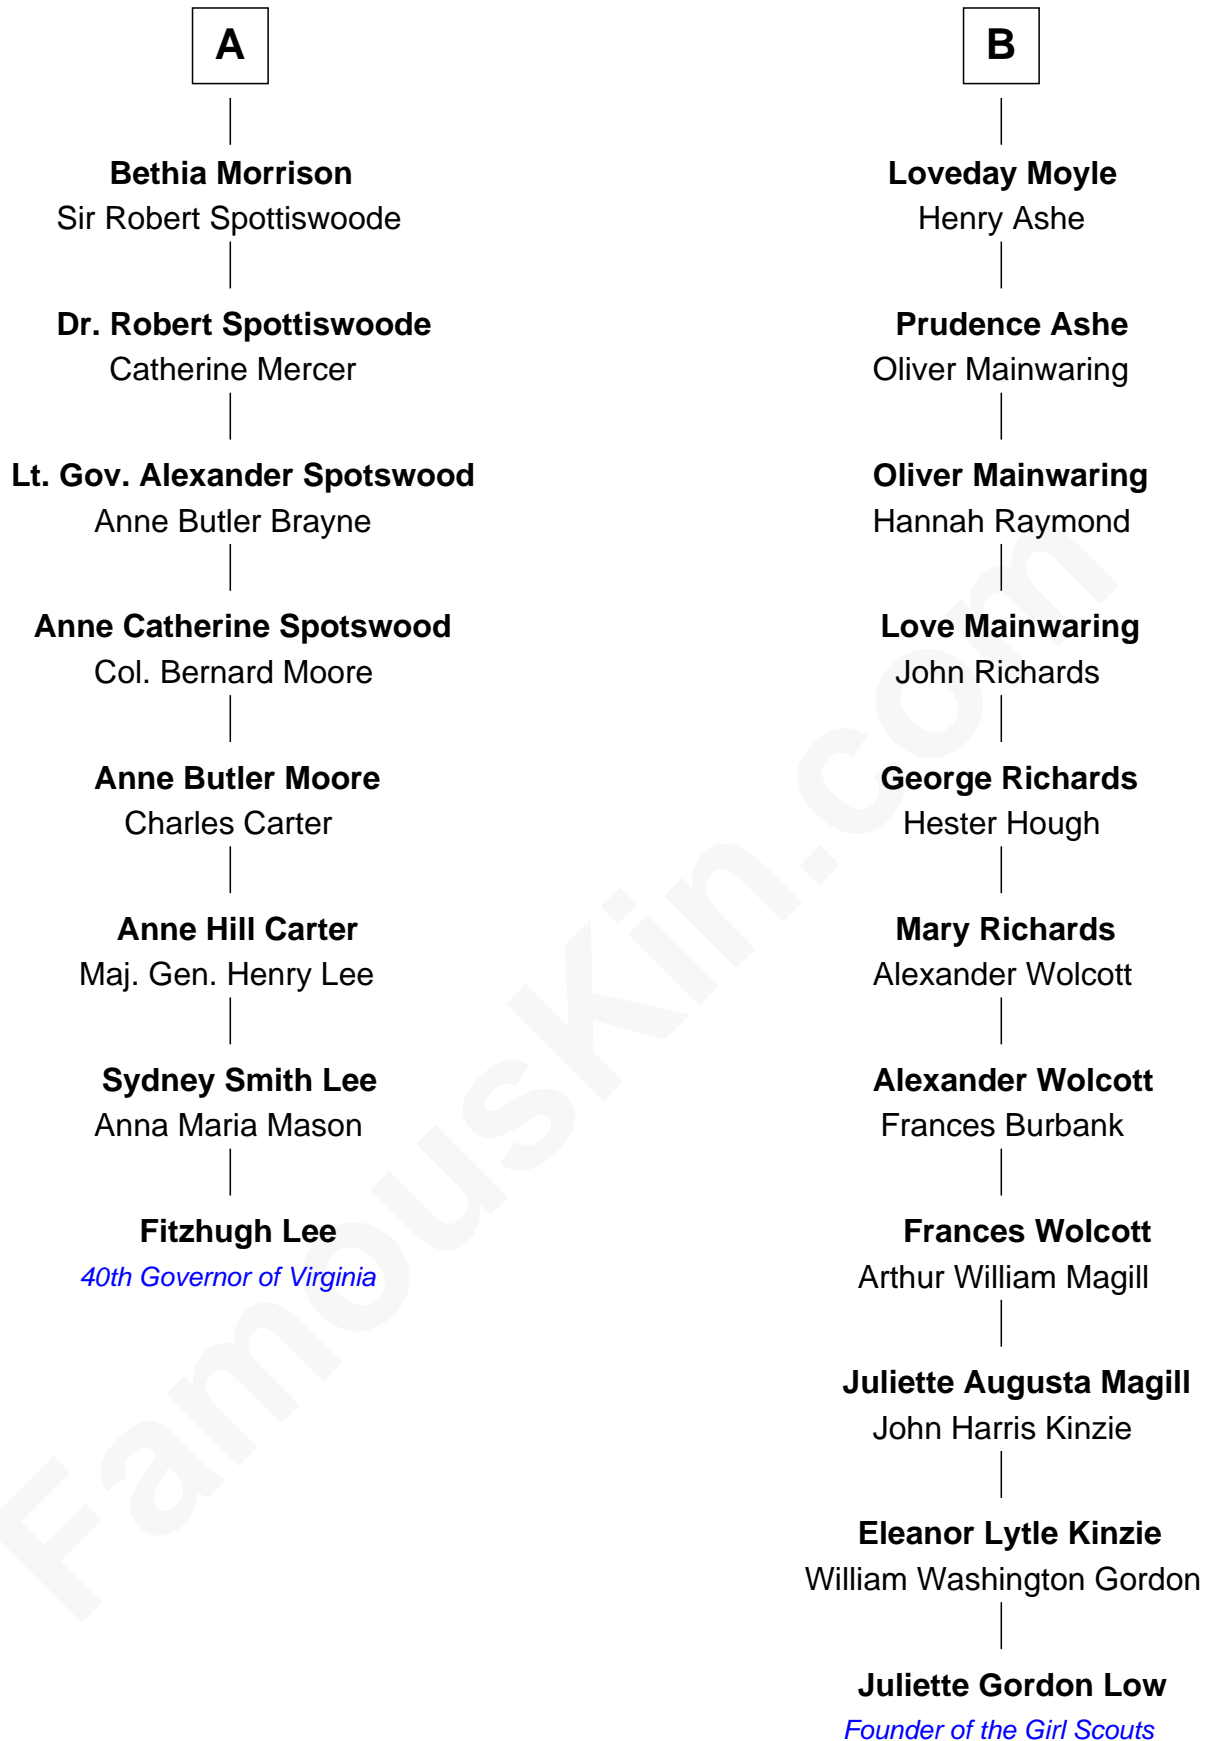 A
Bethia Morrison
Sir Robert Spottiswoode
Dr. Robert Spottiswoode
Catherine Mercer
Lt. Gov. Alexander Spotswood
Anne Butler Brayne
Anne Catherine Spotswood
Col. Bernard Moore
Anne Butler Moore
Charles Carter
Anne Hill Carter
Maj. Gen. Henry Lee
Sydney Smith Lee
Anna Maria Mason
Fitzhugh Lee
40th Governor of Virginia
B
Loveday Moyle
Henry Ashe
Prudence Ashe
Oliver Mainwaring
Oliver Mainwaring
Hannah Raymond
Love Mainwaring
John Richards
George Richards
Hester Hough
Mary Richards
Alexander Wolcott
Alexander Wolcott
Frances Burbank
Frances Wolcott
Arthur William Magill
Juliette Augusta Magill
John Harris Kinzie
Eleanor Lytle Kinzie
William Washington Gordon
Juliette Gordon Low
Founder of the Girl Scouts
FamousKin.com